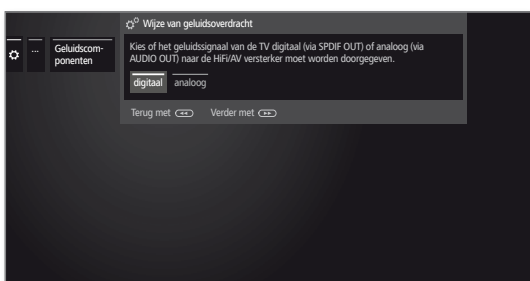 Wijze van geluidsoverdracht
... Geluidscom-
ponenten
Kies of het geluidssignaal van de TV digitaal (via SPDIF OUT) of analoog (via
AUDIO OUT) naar de HiFi/AV versterker moet worden doorgegeven.
digitaal analoog
Terug met Verder met